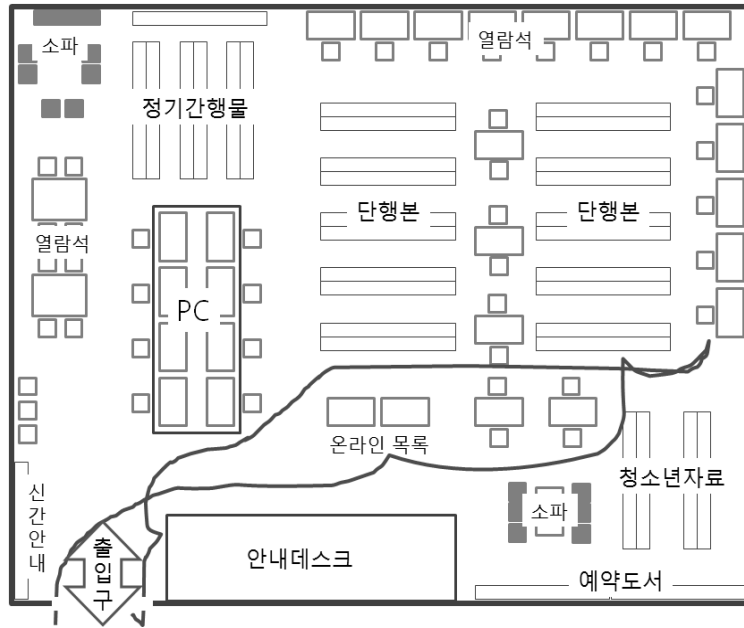 소파
열람석
정기간행물
단행본
단행본
열람석
PC
온라인 목록
청소년자료
신간안내
소파
출입구
안내데스크
예약도서